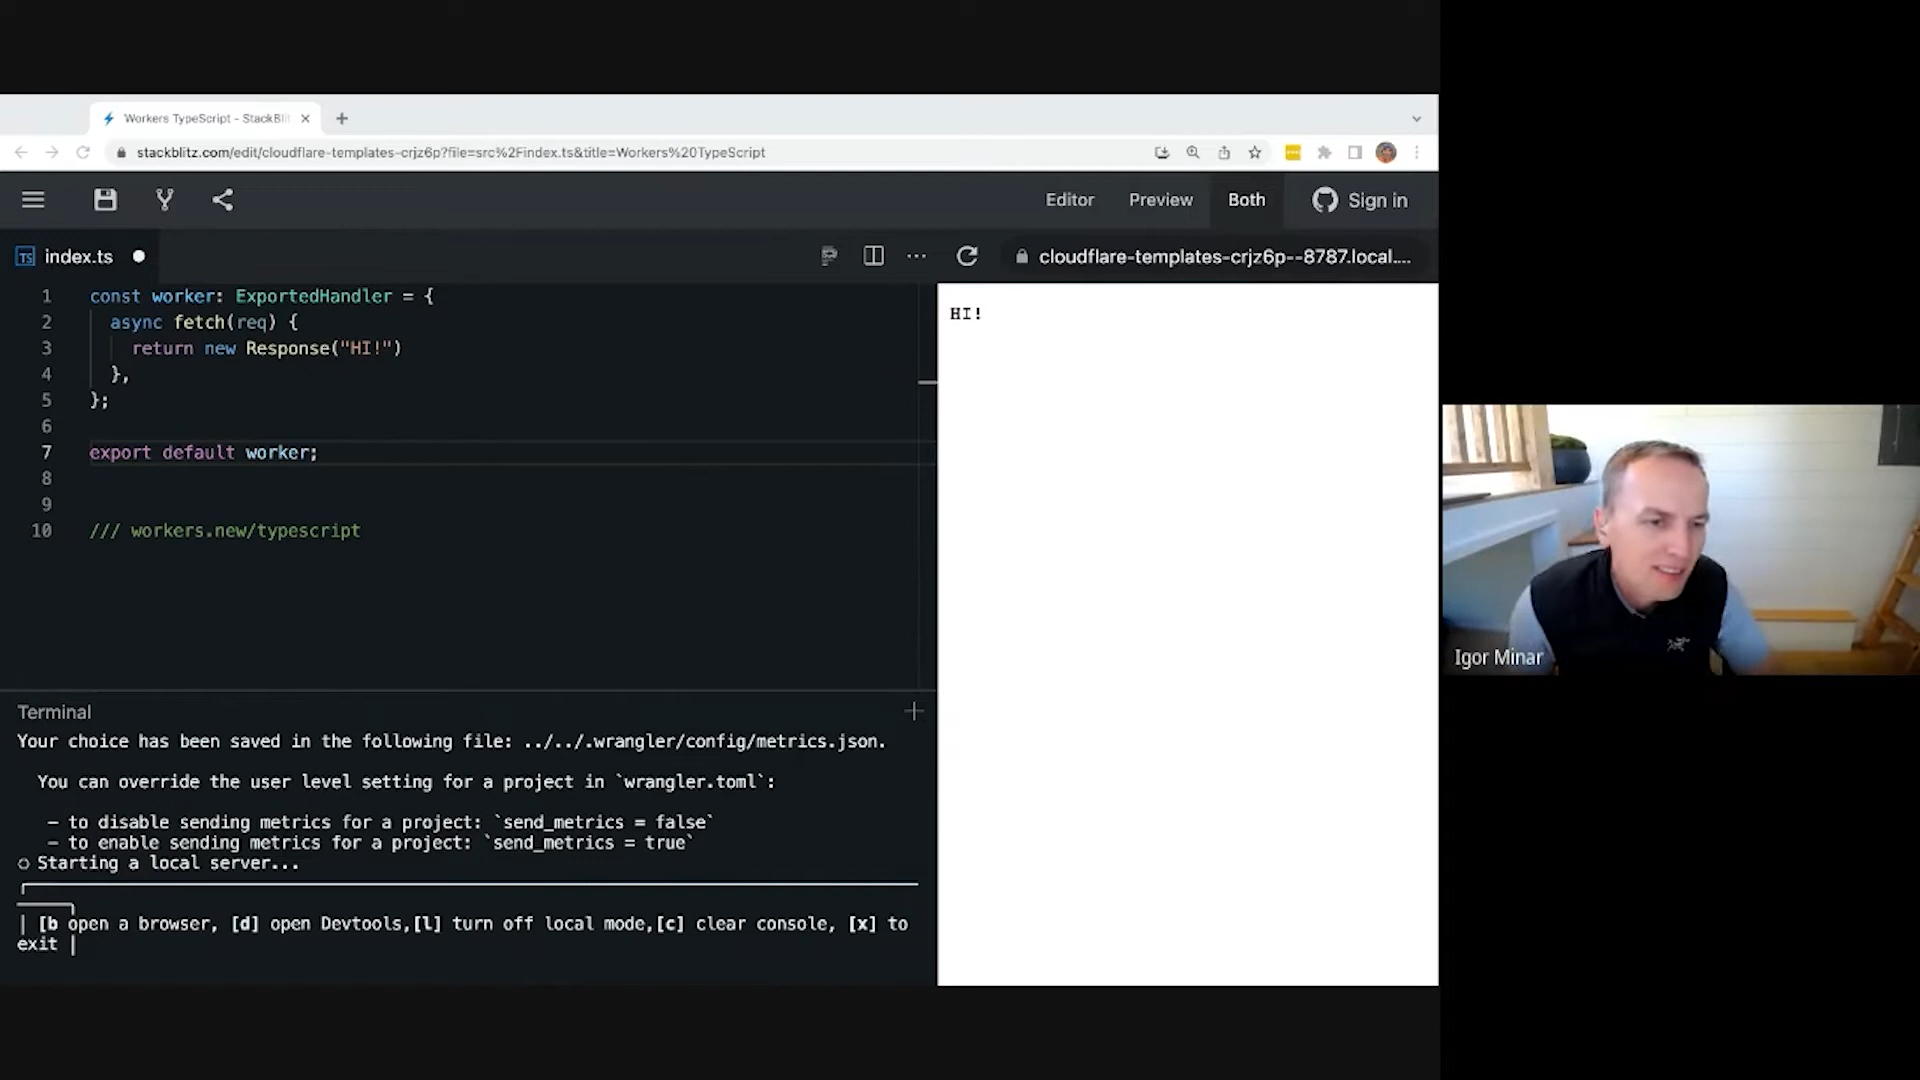 Workers TypeScript - StackBlit
stackblitz.com/edit/cloudflare-templates-crjz6p?file=src%2Findex.ts&title=Workers%20TypeScript
Editor Preview Both Sign in
TS index.ts
cloudflare-templates-crjz6p--8787.local....
1 const worker: ExportedHandler = {
2 async fetch(req) {
3 return new Response("HI!")
4 },
5 };
6
7 export default worker;
8
9
10 /// workers.new/typescript
HI!
Igor Minar
Terminal
Your choice has been saved in the following file: ../../.wrangler/config/metrics.json.
You can override the user level setting for a project in `wrangler.toml`:
– to disable sending metrics for a project: `send_metrics = false`
– to enable sending metrics for a project: `send_metrics = true`
Starting a local server...
| [b open a browser, [d] open Devtools,[l] turn off local mode,[c] clear console, [x] to
exit |